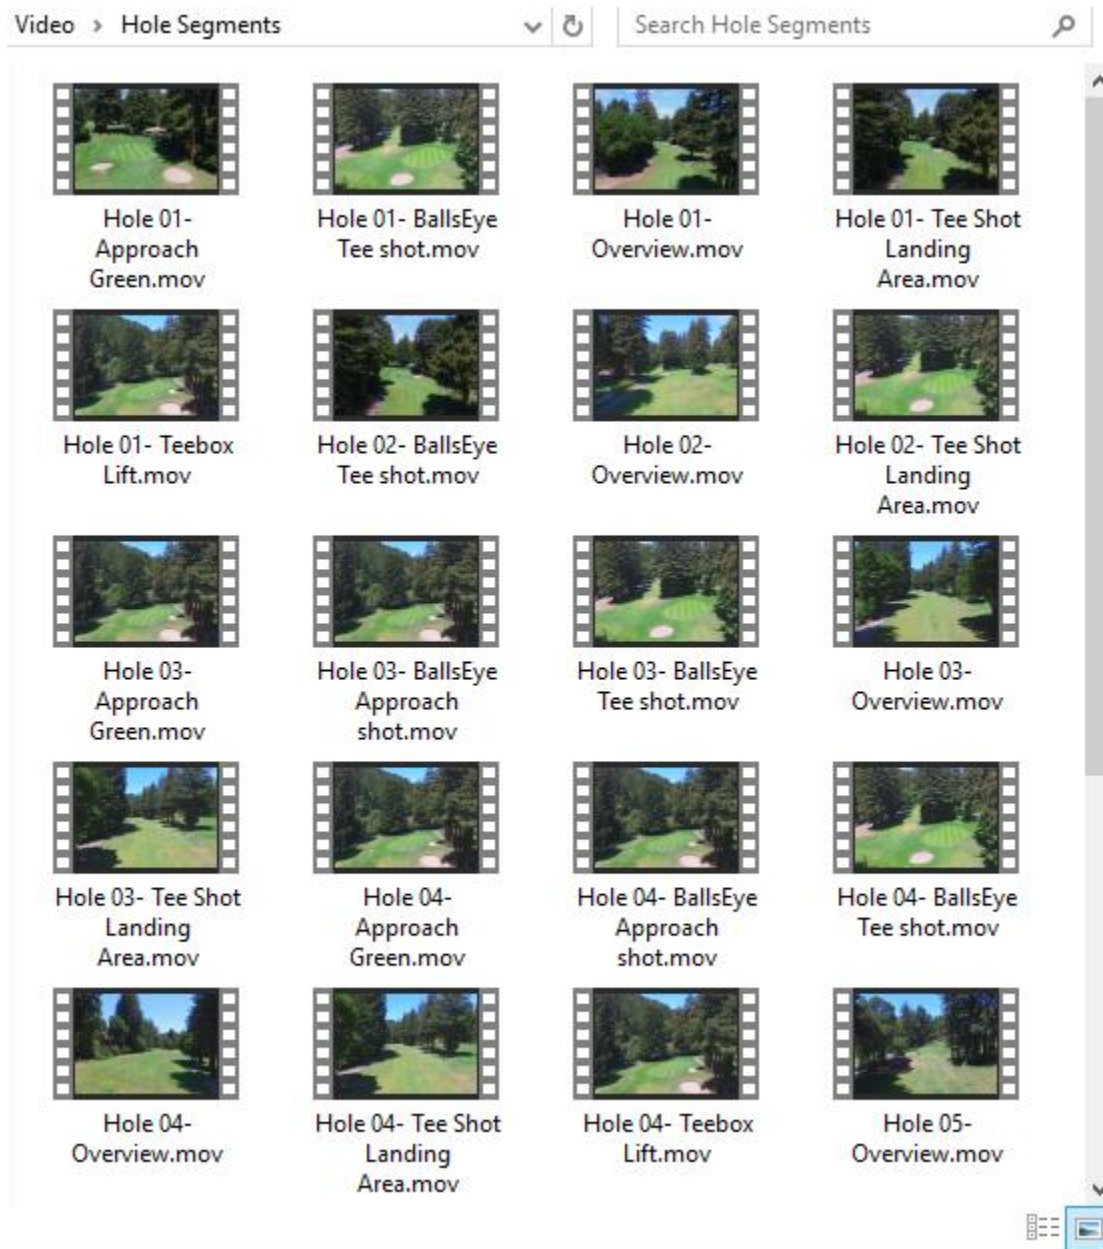 Video > Hole Segments
Search Hole Segments
Hole 01-
Approach
Green.mov
Hole 01- BallsEye
Tee shot.mov
Hole 01-
Overview.mov
Hole 01- Tee Shot
Landing
Area.mov
Hole 01- Teebox
Lift.mov
Hole 02- BallsEye
Tee shot.mov
Hole 02-
Overview.mov
Hole 02- Tee Shot
Landing
Area.mov
Hole 03-
Approach
Green.mov
Hole 03- BallsEye
Approach
shot.mov
Hole 03- BallsEye
Tee shot.mov
Hole 03-
Overview.mov
Hole 03- Tee Shot
Landing
Area.mov
Hole 04-
Approach
Green.mov
Hole 04- BallsEye
Approach
shot.mov
Hole 04- BallsEye
Tee shot.mov
Hole 04-
Overview.mov
Hole 04- Tee Shot
Landing
Area.mov
Hole 04- Teebox
Lift.mov
Hole 05-
Overview.mov